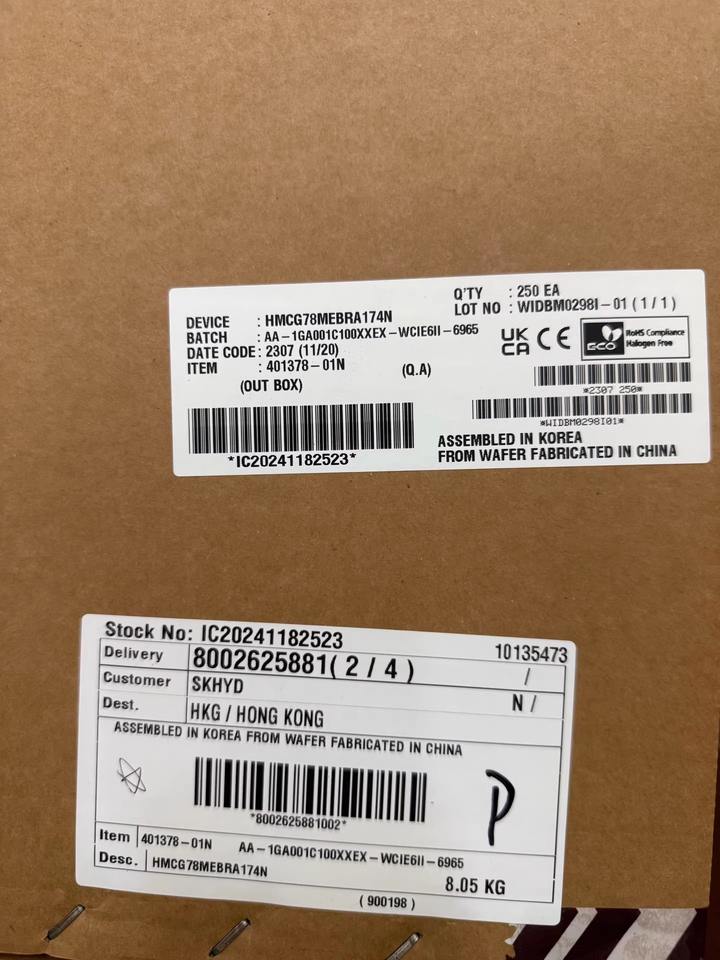 DEVICE : HMCG78MEBRA174N
BATCH : AA-1GA001C100XXEX-WCIE6II-6965
DATE CODE : 2307 (11/20)
ITEM : 401378-01N (Q.A)
(OUT BOX)
*IC20241182523*
Q'TY : 250 EA
LOT NO : WIDBM0298I-01 (1/1)
UK CA CE
ECO
RoHS Compliance
Halogen Free
*2307 250*
*WIDBM0298I01*
ASSEMBLED IN KOREA
FROM WAFER FABRICATED IN CHINA
Stock No: IC20241182523
10135473
Delivery 8002625881( 2 / 4 ) /
Customer SKHYD N /
Dest. HKG / HONG KONG
ASSEMBLED IN KOREA FROM WAFER FABRICATED IN CHINA
P
*8002625881002*
Item 401378-01N AA-1GA001C100XXEX-WCIE6II-6965
Desc. HMCG78MEBRA174N 8.05 KG
( 900198 )